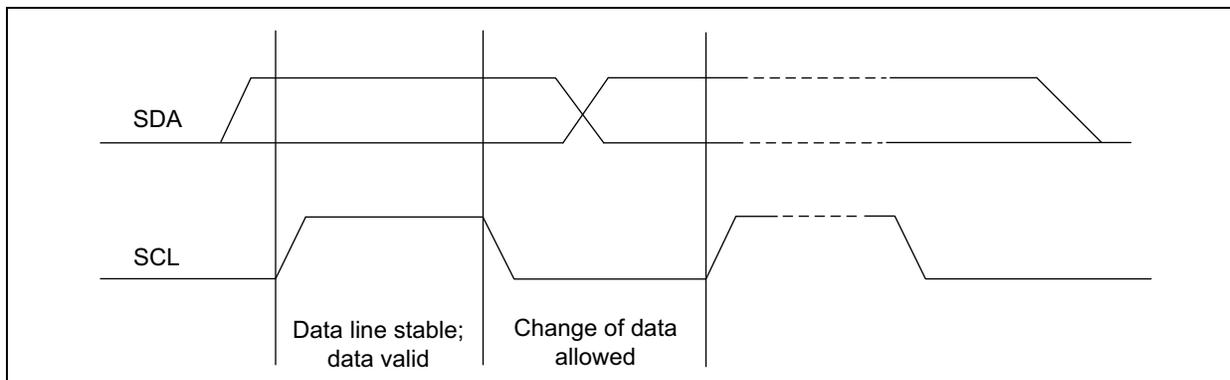 SDA
SCL
Data line stable;
data valid
Change of data
allowed